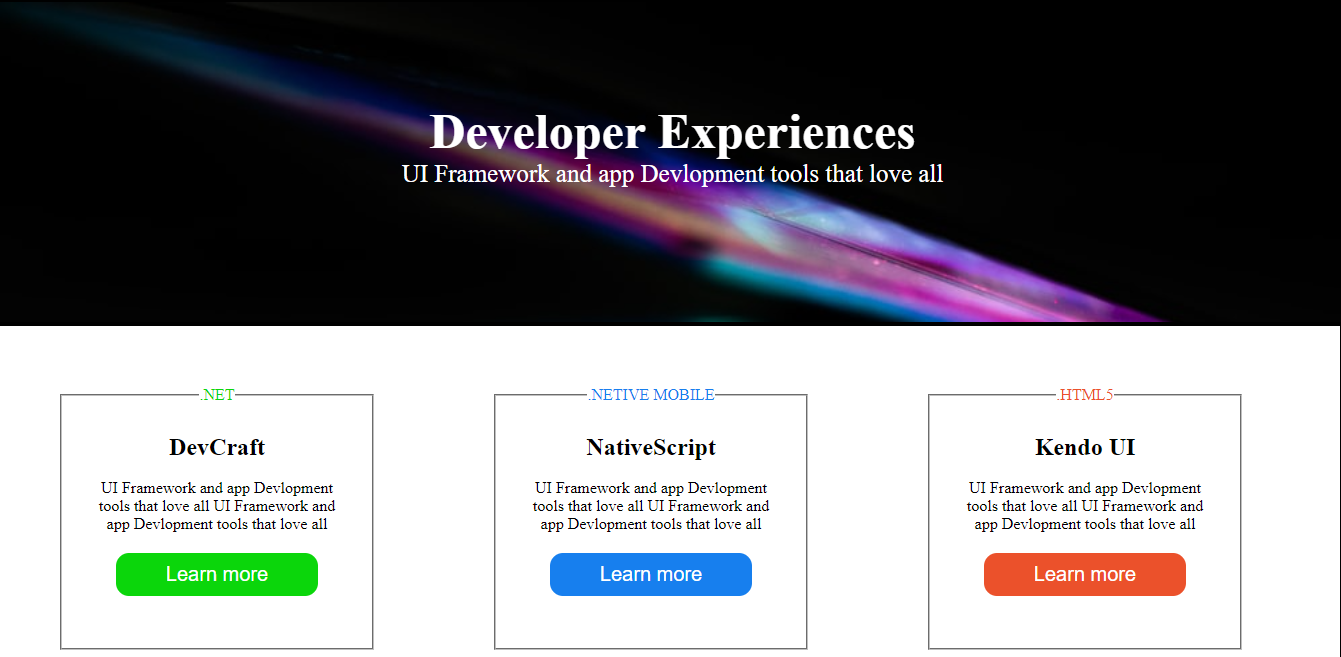 Developer Experiences
UI Framework and app Devlopment tools that love all
.NET
DevCraft
UI Framework and app Devlopment
tools that love all UI Framework and
app Devlopment tools that love all
Learn more
.NETIVE MOBILE
NativeScript
UI Framework and app Devlopment
tools that love all UI Framework and
app Devlopment tools that love all
Learn more
.HTML5
Kendo UI
UI Framework and app Devlopment
tools that love all UI Framework and
app Devlopment tools that love all
Learn more